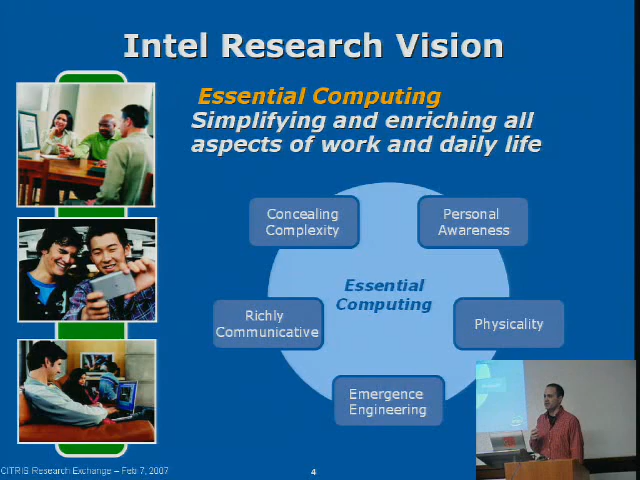 Intel Research Vision
Essential Computing
Simplifying and enriching all
aspects of work and daily life
Concealing
Complexity
Personal
Awareness
Essential
Computing
Richly
Communicative
Physicality
Emergence
Engineering
CITRIS Research Exchange – Feb 7, 2007
4